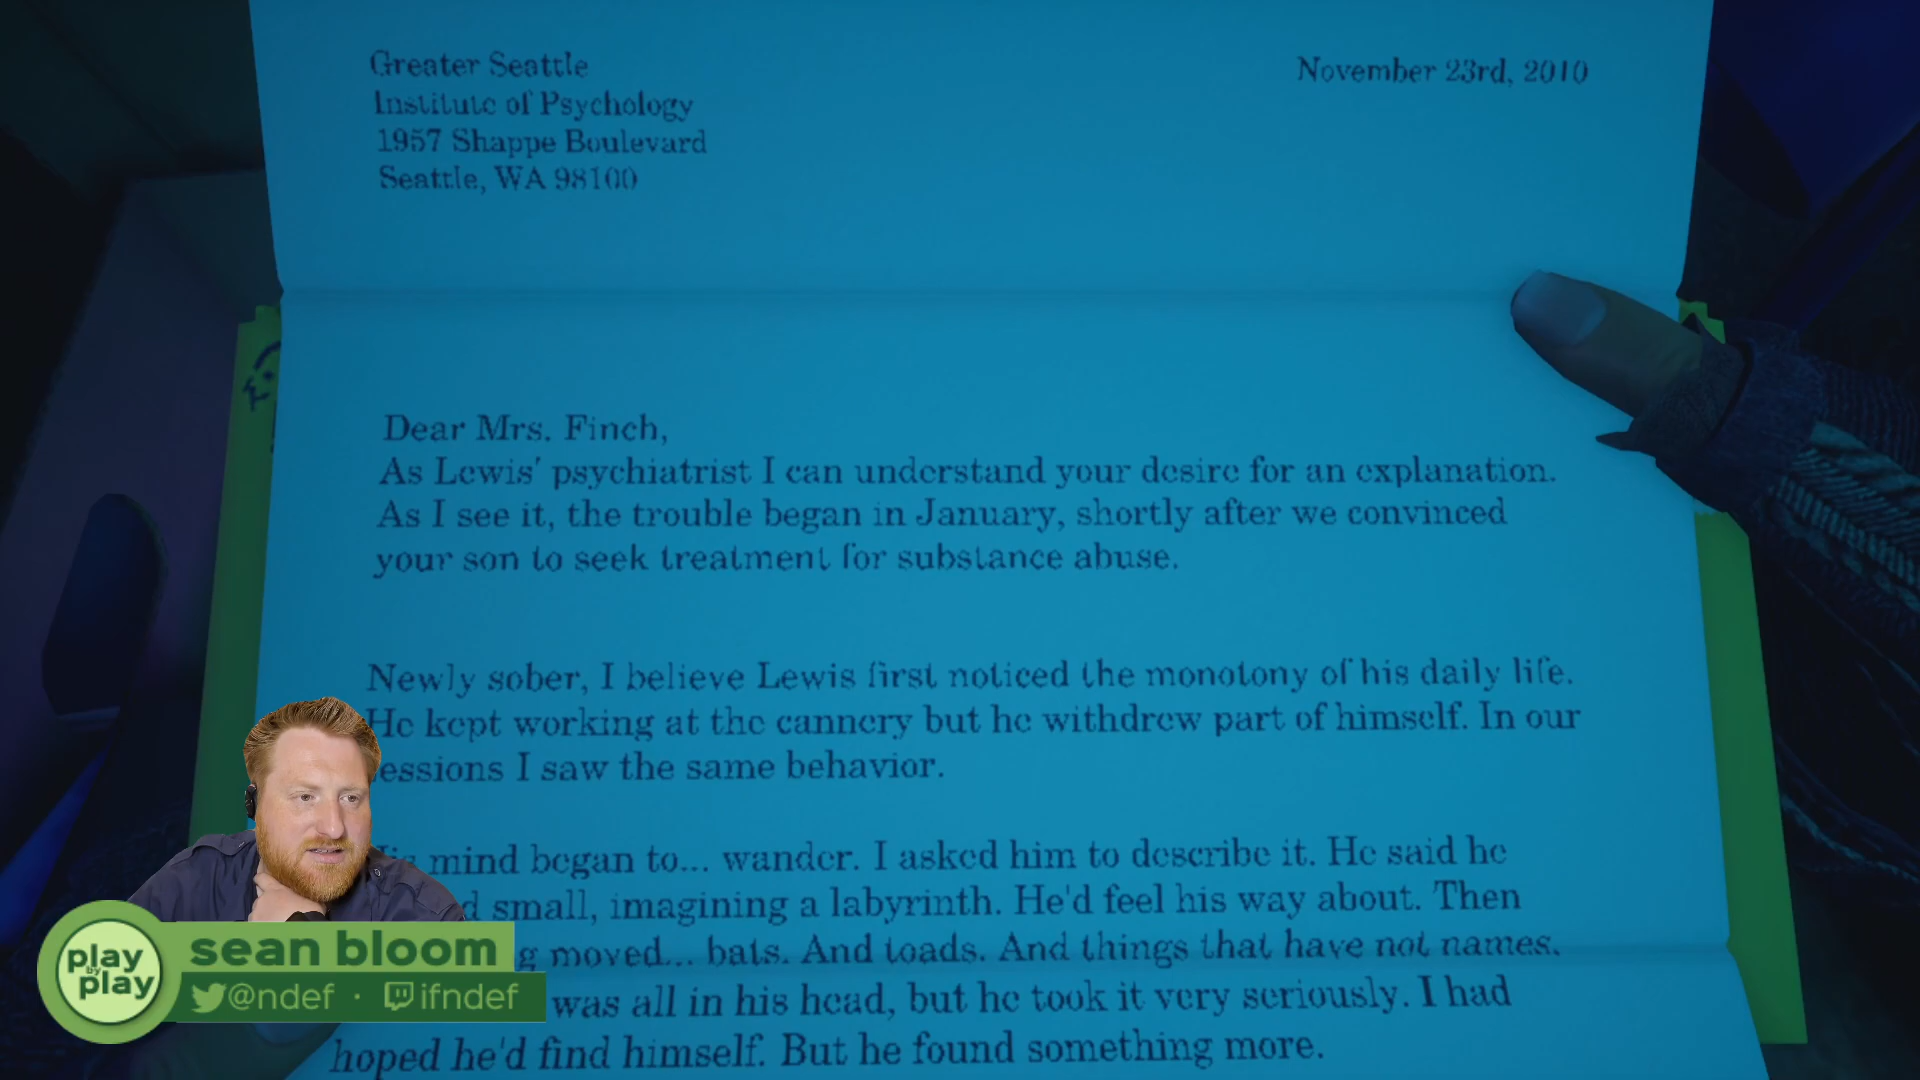 Greater Seattle
November 23rd, 2010
Institute of Psychology
1957 Shappe Boulevard
Seattle, WA 98100
Dear Mrs. Finch,
As Lewis' psychiatrist I can understand your desire for an explanation.
As I see it, the trouble began in January, shortly after we convinced
your son to seek treatment for substance abuse.
Newly sober, I believe Lewis first noticed the monotony of his daily life.
He kept working at the cannery but he withdrew part of himself. In our
essions I saw the same behavior.
mind began to... wander. I asked him to describe it. He said he
small, imagining a labyrinth. He'd feel his way about. Then
moved... bats. And toads. And things that have not names.
was all in his head, but he took it very seriously. I had
hoped he'd find himself. But he found something more.
play by play
sean bloom
@ndef · ifndef